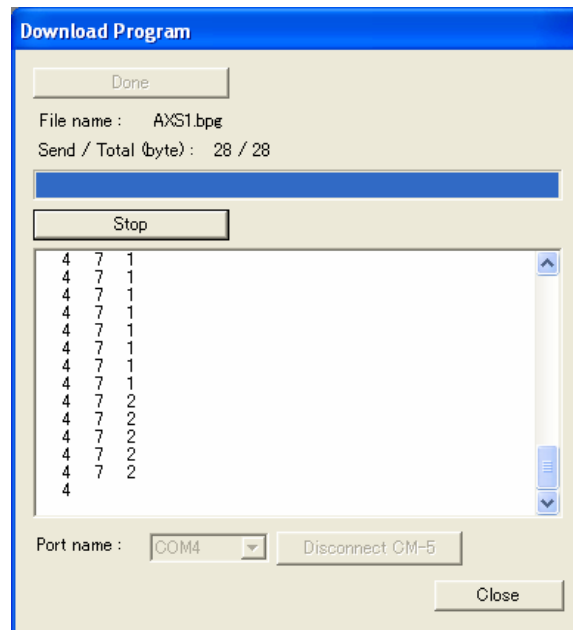 Download Program
Done
File name : AXS1.bpg
Send / Total (byte) : 28 / 28
Stop
4 7 1
4 7 1
4 7 1
4 7 1
4 7 1
4 7 1
4 7 1
4 7 1
4 7 2
4 7 2
4 7 2
4 7 2
4 7 2
4
Port name : COM4 Disconnect CM-5
Close